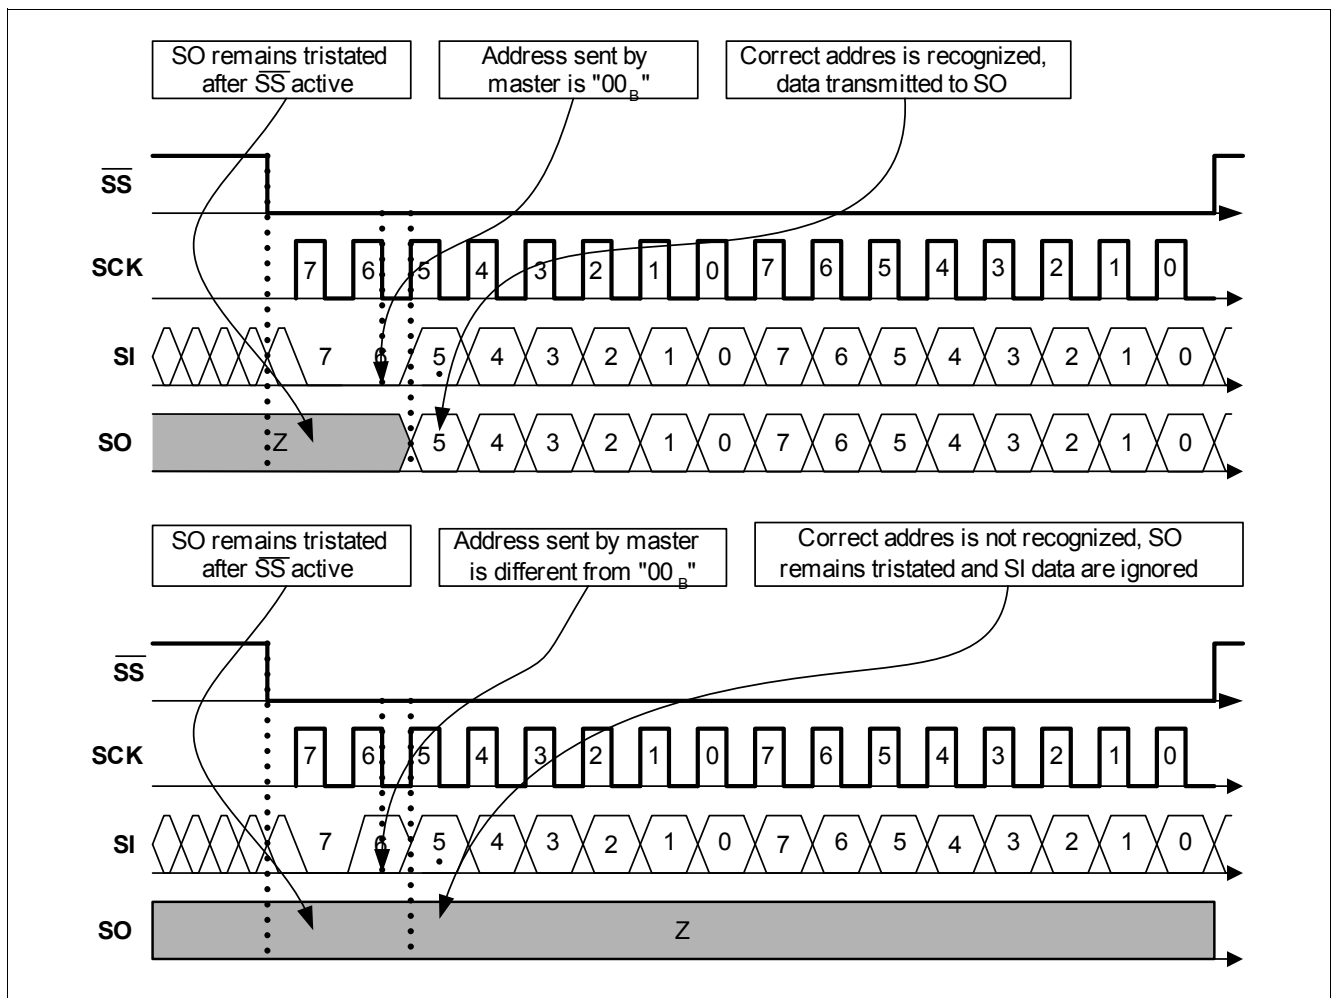 SO remains tristated
after SS active
Address sent by
master is "00B"
Correct addres is recognized,
data transmitted to SO
SS
SCK 7 6 5 4 3 2 1 0 7 6 5 4 3 2 1 0
SI 7 6 5 4 3 2 1 0 7 6 5 4 3 2 1 0
SO Z 5 4 3 2 1 0 7 6 5 4 3 2 1 0
SO remains tristated
after SS active
Address sent by master
is different from "00B"
Correct addres is not recognized, SO
remains tristated and SI data are ignored
SS
SCK 7 6 5 4 3 2 1 0 7 6 5 4 3 2 1 0
SI 7 6 5 4 3 2 1 0 7 6 5 4 3 2 1 0
SO Z